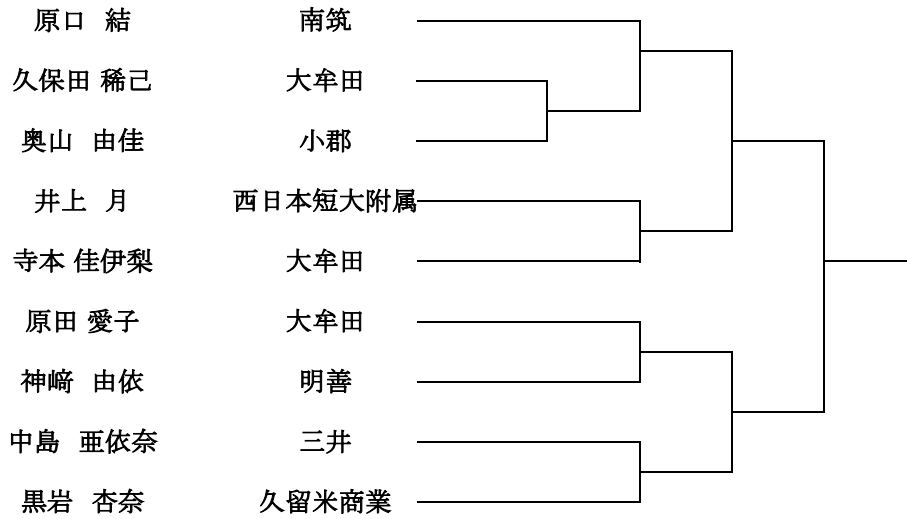 原口 結 南筑
久保田 稀己 大牟田
奥山 由佳 小郡
井上 月 西日本短大附属
寺本 佳伊梨 大牟田
原田 愛子 大牟田
神﨑 由依 明善
中島 亜依奈 三井
黒岩 杏奈 久留米商業